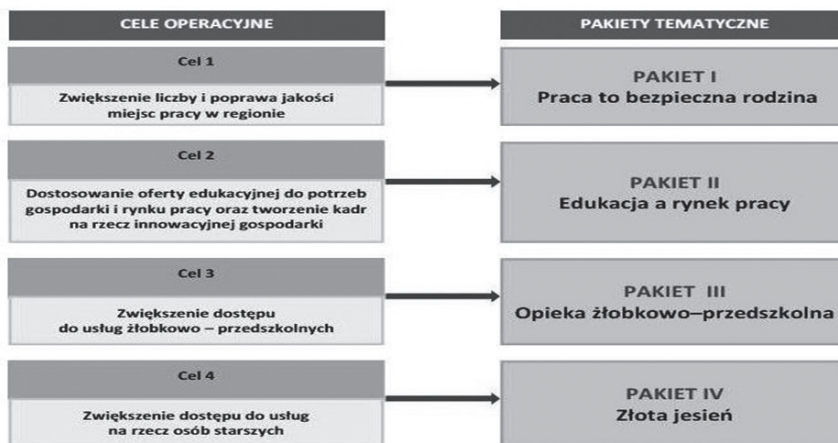 CELE OPERACYJNE
PAKIETY TEMATYCZNE
Cel 1
Zwiększenie liczby i poprawa jakości
miejsc pracy w regionie
PAKIET I
Praca to bezpieczna rodzina
Cel 2
Dostosowanie oferty edukacyjnej do potrzeb
gospodarki i rynku pracy oraz tworzenie kadr
na rzecz innowacyjnej gospodarki
PAKIET II
Edukacja a rynek pracy
Cel 3
Zwiększenie dostępu
do usług żłobkowo – przedszkolnych
PAKIET III
Opieka żłobkowo–przedszkolna
Cel 4
Zwiększenie dostępu do usług
na rzecz osób starszych
PAKIET IV
Złota jesień